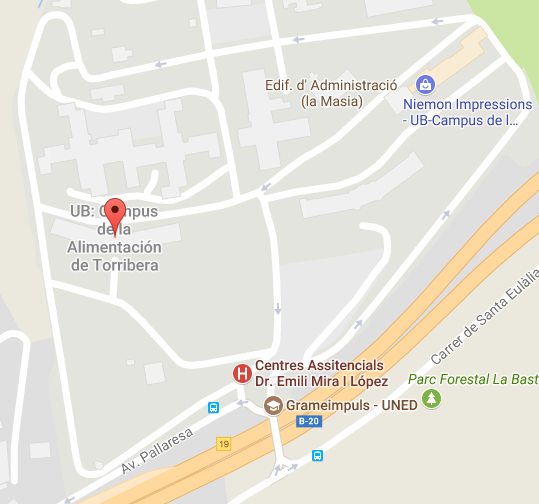 Edif. d' Administració
(la Masia)
Niemon Impressions
- UB-Campus de l...
UB: Campus
de la
Alimentación
de Torribera
Carrer de Santa Eulàlia
H
Centres Assitencials
Dr. Emili Mira I López
Parc Forestal La Bast
Grameimpuls - UNED
B-20
19
Av. Pallaresa